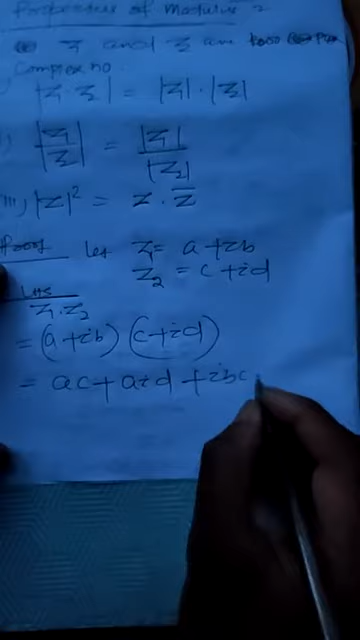 Properties of Modulus :
z₁ and z₂ are two
Complex no.
|z₁·z₂| = |z₁|·|z₂|
|z₁/z₂| = |z₁|/|z₂|
III) |z|² = z·z̅
Proof Let z₁ = a+ib
z₂ = c+id
LHS
z₁·z₂
= (a+ib) (c+id)
= ac+aid+ibc